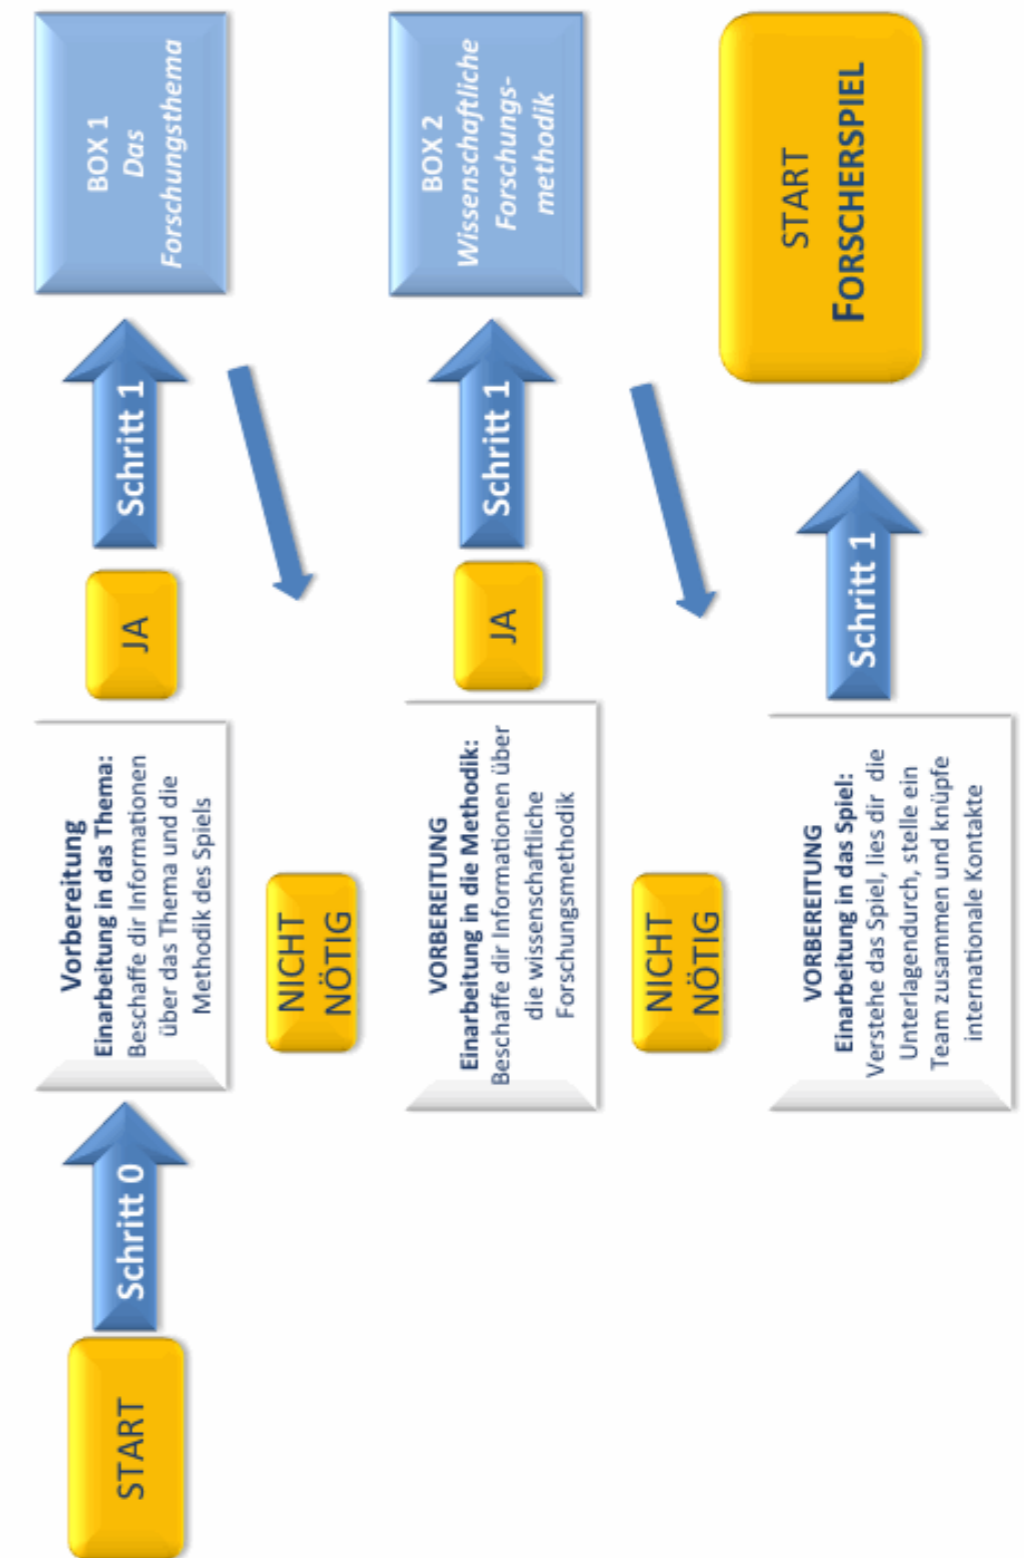 START
Schritt 0
Vorbereitung
Einarbeitung in das Thema:
Beschaffe dir Informationen
über das Thema und die
Methodik des Spiels
JA
Schritt 1
BOX 1
Das
Forschungsthema
NICHT
NÖTIG
VORBEREITUNG
Einarbeitung in die Methodik:
Beschaffe dir Informationen über
die wissenschaftliche
Forschungsmethodik
JA
Schritt 1
BOX 2
Wissenschaftliche
Forschungs-
methodik
NICHT
NÖTIG
VORBEREITUNG
Einarbeitung in das Spiel:
Verstehe das Spiel, lies dir die
Unterlagendurch, stelle ein
Team zusammen und knüpfe
internationale Kontakte
Schritt 1
START
FORSCHERSPIEL